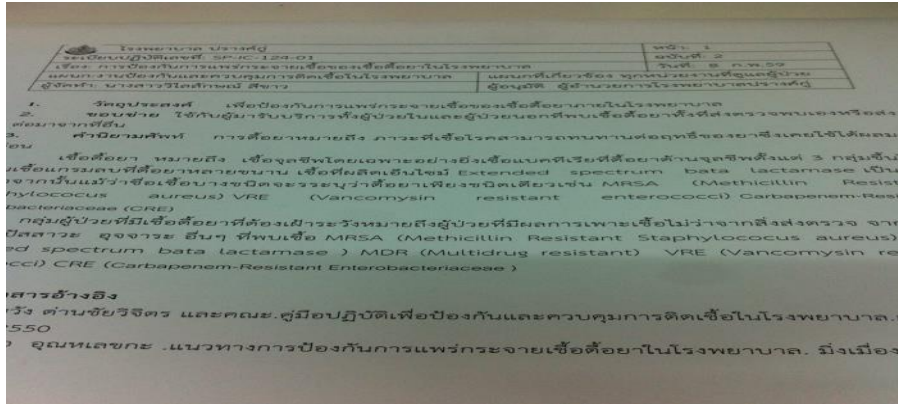 โรงพยาบาล ปรางค์กู่ หน้า: 1
ระเบียบปฏิบัติเลขที่: SP-IC-124-01 ฉบับที่: 2
เรื่อง: การป้องกันการแพร่กระจายเชื้อของเชื้อดื้อยาในโรงพยาบาล วันที่: 8 ก.พ.59
แผนก:งานป้องกันและควบคุมการติดเชื้อในโรงพยาบาล แผนกที่เกี่ยวข้อง ทุกหน่วยงานที่ดูแลผู้ป่วย
ผู้จัดทำ: นางสาววิไลลักษณ์ สีขาว ผู้อนุมัติ ผู้อำนวยการโรงพยาบาลปรางค์กู่
1. วัตถุประสงค์ เพื่อป้องกันการแพร่กระจายเชื้อของเชื้อดื้อยาภายในโรงพยาบาล
2. ขอบข่าย ใช้กับผู้มารับบริการทั้งผู้ป่วยในและผู้ป่วยนอกที่พบเชื้อดื้อยาทั้งที่ส่งตรวจพบเองหรือส่ง
ต่อมาจากที่อื่น
3. คำนิยามศัพท์ การดื้อยาหมายถึง ภาวะที่เชื้อโรคสามารถทนทานต่อฤทธิ์ของยาซึ่งเคยใช้ได้ผลม
ก่อน
เชื้อดื้อยา หมายถึง เชื้อจุลชีพโดยเฉพาะอย่างยิ่งเชื้อแบคทีเรียที่ดื้อยาต้านจุลชีพตั้งแต่ 3 กลุ่มขึ้น
เชื้อแกรมลบที่ดื้อยาหลายขนาน เชื้อที่ผลิตเอ็นไซม์ Extended spectrum bata lactamase เป็น
จากนั้นแม้ว่าชื่อเชื้อบางชนิดจะระบุว่าดื้อยาเพียงชนิดเดียวเช่น MRSA (Methicillin Resist
hylococcus aureus) VRE (Vancomysin resistant enterococci) Carbapenem-Resi
bacteriaceae (CRE)
กลุ่มผู้ป่วยที่มีเชื้อดื้อยาที่ต้องเฝ้าระวังหมายถึงผู้ป่วยที่มีผลการเพาะเชื้อไม่ว่าจากสิ่งส่งตรวจ จาก
ปัสสาวะ อุจจาระ อื่นๆ ที่พบเชื้อ MRSA (Methicillin Resistant Staphylococus aureus)
ed spectrum bata lactamase ) MDR (Multidrug resistant) VRE (Vancomysin re
occi) CRE (Carbapenem-Resistant Enterobacteriaceae )
สารอ้างอิง
วัง ด่านชัยวิจิตร และคณะ.คู่มือปฏิบัติเพื่อป้องกันและควบคุมการติดเชื้อในโรงพยาบาล.
550
อุณหเลขกะ .แนวทางการป้องกันการแพร่กระจายเชื้อดื้อยาในโรงพยาบาล. มิ่งเมือง